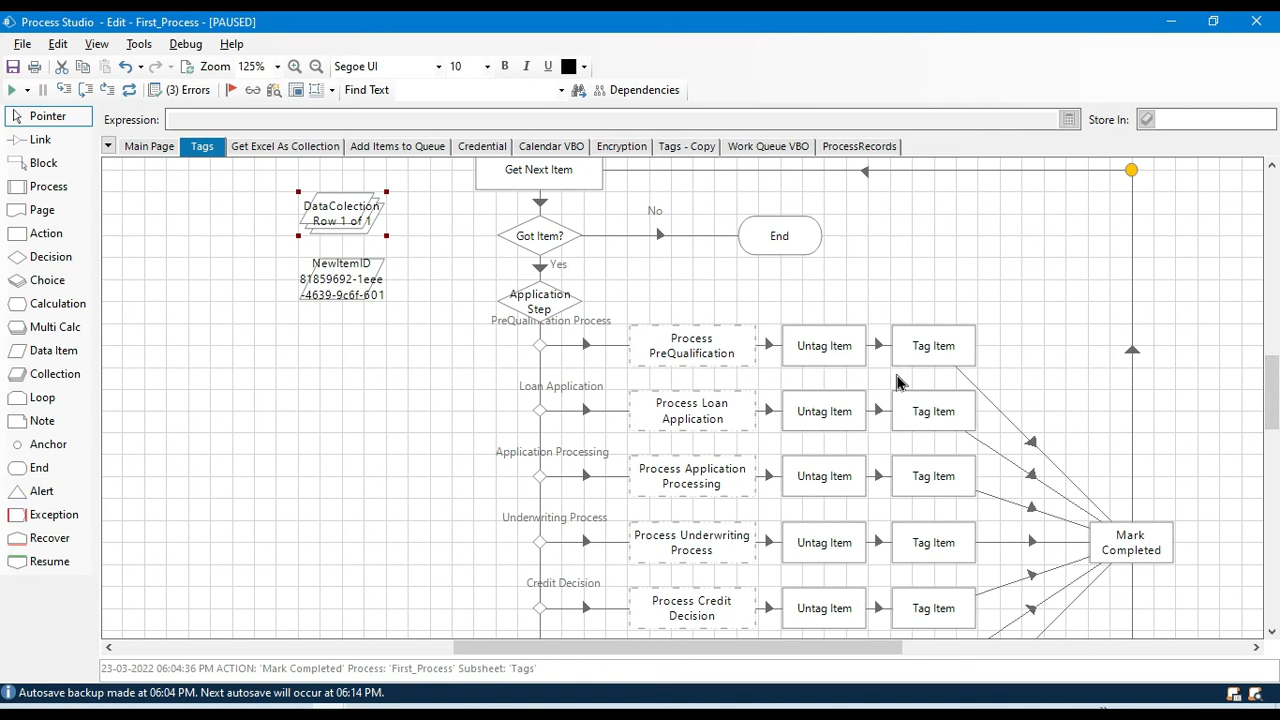 Process Studio - Edit - First_Process - [PAUSED]
File Edit View Tools Debug Help
Zoom 125% Segoe UI 10 B I U
(3) Errors Find Text Dependencies
Pointer
Link
Block
Process
Page
Action
Decision
Choice
Calculation
Multi Calc
Data Item
Collection
Loop
Note
Anchor
End
Alert
Exception
Recover
Resume
Expression: Store In:
Main Page Tags Get Excel As Collection Add Items to Queue Credential Calendar VBO Encryption Tags - Copy Work Queue VBO ProcessRecords
DataColection
Row 1 of 1
NewItemID
81859692-1eee
-4639-9c6f-601
Get Next Item
Got Item?
No
End
Yes
Application
Step
PreQualification Process
Process
PreQualification
Untag Item
Tag Item
Loan Application
Process Loan
Application
Untag Item
Tag Item
Application Processing
Process Application
Processing
Untag Item
Tag Item
Underwriting Process
Process Underwriting
Process
Untag Item
Tag Item
Mark
Completed
Credit Decision
Process Credit
Decision
Untag Item
Tag Item
23-03-2022 06:04:36 PM ACTION: 'Mark Completed' Process: 'First_Process' Subsheet: 'Tags'
Autosave backup made at 06:04 PM. Next autosave will occur at 06:14 PM.